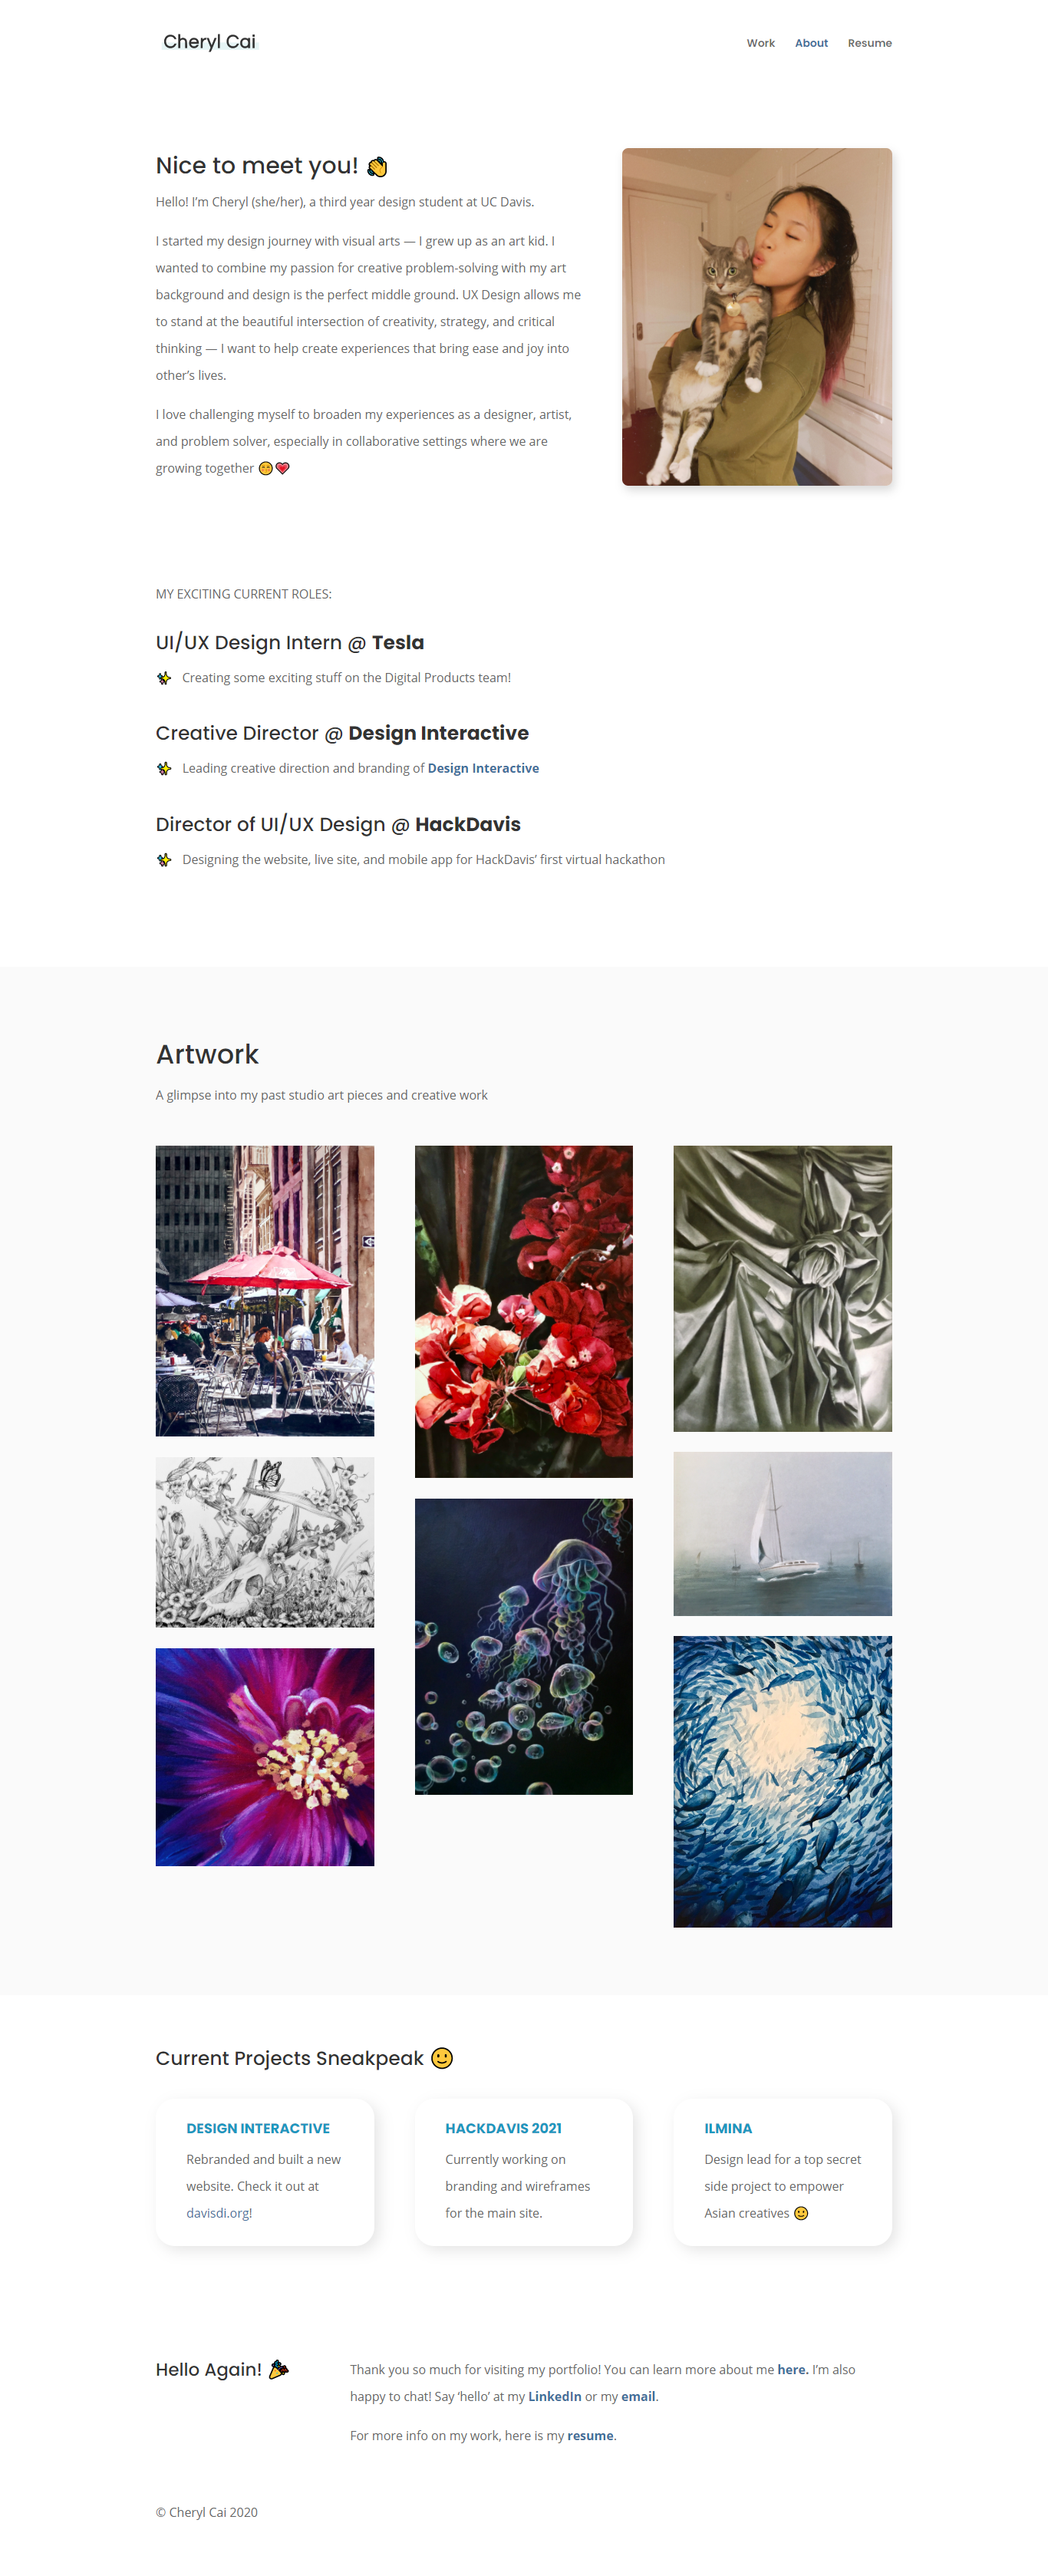 Cheryl Cai
Work About Resume
Nice to meet you! 👏
Hello! I’m Cheryl (she/her), a third year design student at UC Davis.
I started my design journey with visual arts — I grew up as an art kid. I
wanted to combine my passion for creative problem-solving with my art
background and design is the perfect middle ground. UX Design allows me
to stand at the beautiful intersection of creativity, strategy, and critical
thinking — I want to help create experiences that bring ease and joy into
other’s lives.
I love challenging myself to broaden my experiences as a designer, artist,
and problem solver, especially in collaborative settings where we are
growing together 😊💗
MY EXCITING CURRENT ROLES:
UI/UX Design Intern @ Tesla
✨ Creating some exciting stuff on the Digital Products team!
Creative Director @ Design Interactive
✨ Leading creative direction and branding of Design Interactive
Director of UI/UX Design @ HackDavis
✨ Designing the website, live site, and mobile app for HackDavis’ first virtual hackathon
Artwork
A glimpse into my past studio art pieces and creative work
Current Projects Sneakpeak 🙂
DESIGN INTERACTIVE
Rebranded and built a new
website. Check it out at
davisdi.org!
HACKDAVIS 2021
Currently working on
branding and wireframes
for the main site.
ILMINA
Design lead for a top secret
side project to empower
Asian creatives 🙂
Hello Again! 🎉
Thank you so much for visiting my portfolio! You can learn more about me here. I’m also
happy to chat! Say ‘hello’ at my LinkedIn or my email.
For more info on my work, here is my resume.
© Cheryl Cai 2020